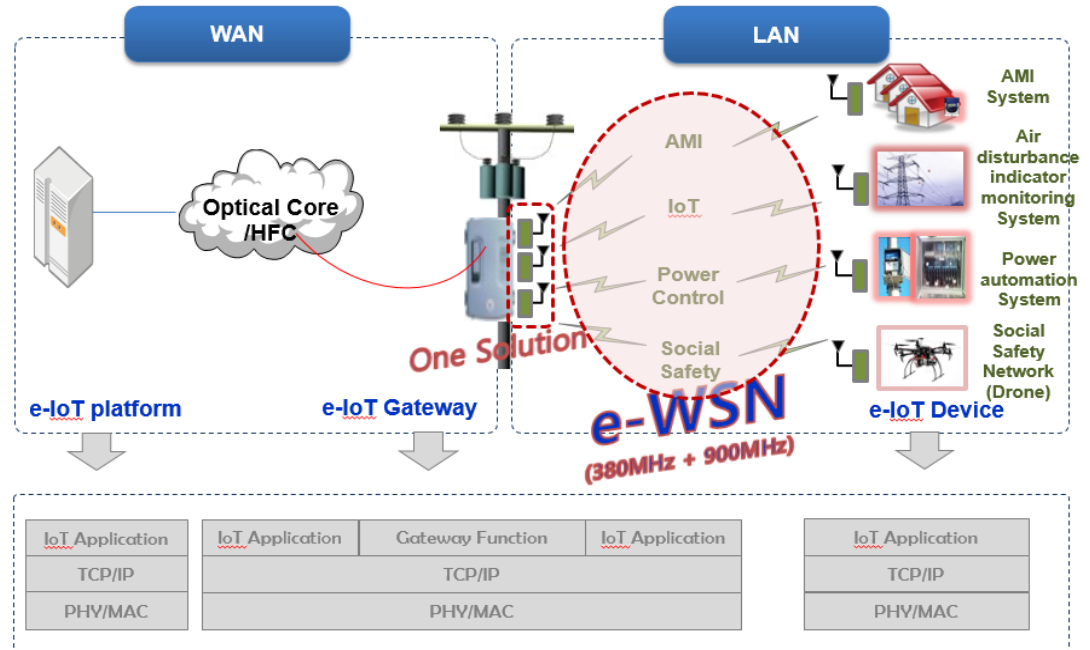 WAN
LAN
AMI
System
Air
disturbance
indicator
monitoring
System
Power
automation
System
Social
Safety
Network
(Drone)
Optical Core
/HFC
AMI
IoT
Power
Control
Social
Safety
One Solution
e-WSN
(380MHz + 900MHz)
e-IoT platform
e-IoT Gateway
e-IoT Device
IoT Application
TCP/IP
PHY/MAC
IoT Application
Gateway Function
IoT Application
TCP/IP
PHY/MAC
IoT Application
TCP/IP
PHY/MAC